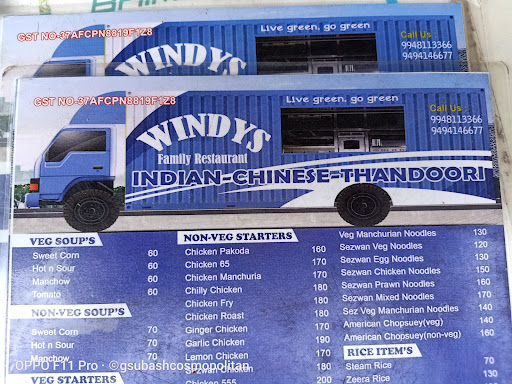 Live green, go green
GST NO-37AFCPN8819F1Z8
Call Us
9948113366
9494146677
WINDYS
Live green, go green
GST NO-37AFCPN8819F1Z8
Call Us
9948113366
9494146677
WINDYS
Family Restaurant
INDIAN-CHINESE-THANDOORI
VEG SOUP'S
Sweet Corn 60
Hot n Sour 60
Manchow 60
Tomato 60
NON-VEG SOUP'S
Sweet Corn 70
Hot n Sour 70
Manchow 70
VEG STARTERS
NON-VEG STARTERS
Chicken Pakoda 160
Chicken 65 170
Chicken Manchuria 170
Chilly Chicken 180
Chicken Fry 180
Chicken Roast 180
Ginger Chicken 170
Garlic Chicken 190
Lemon Chicken 170
Sezwan Chicken 180
Chicken 555 200
Veg Manchurian Noodles 130
Sezwan Veg Noodles 120
Sezwan Egg Noodles 130
Sezwan Chicken Noodles 150
Sezwan Prawn Noodles 160
Sezwan Mixed Noodles 170
Sez Veg Manchurian Noodles 140
American Chopsuey(veg) 140
American Chopsuey(non-veg) 190
RICE ITEM'S
Steam Rice 70
Zeera Rice 130
OPPO F11 Pro · ©gsubashcosmopolitan